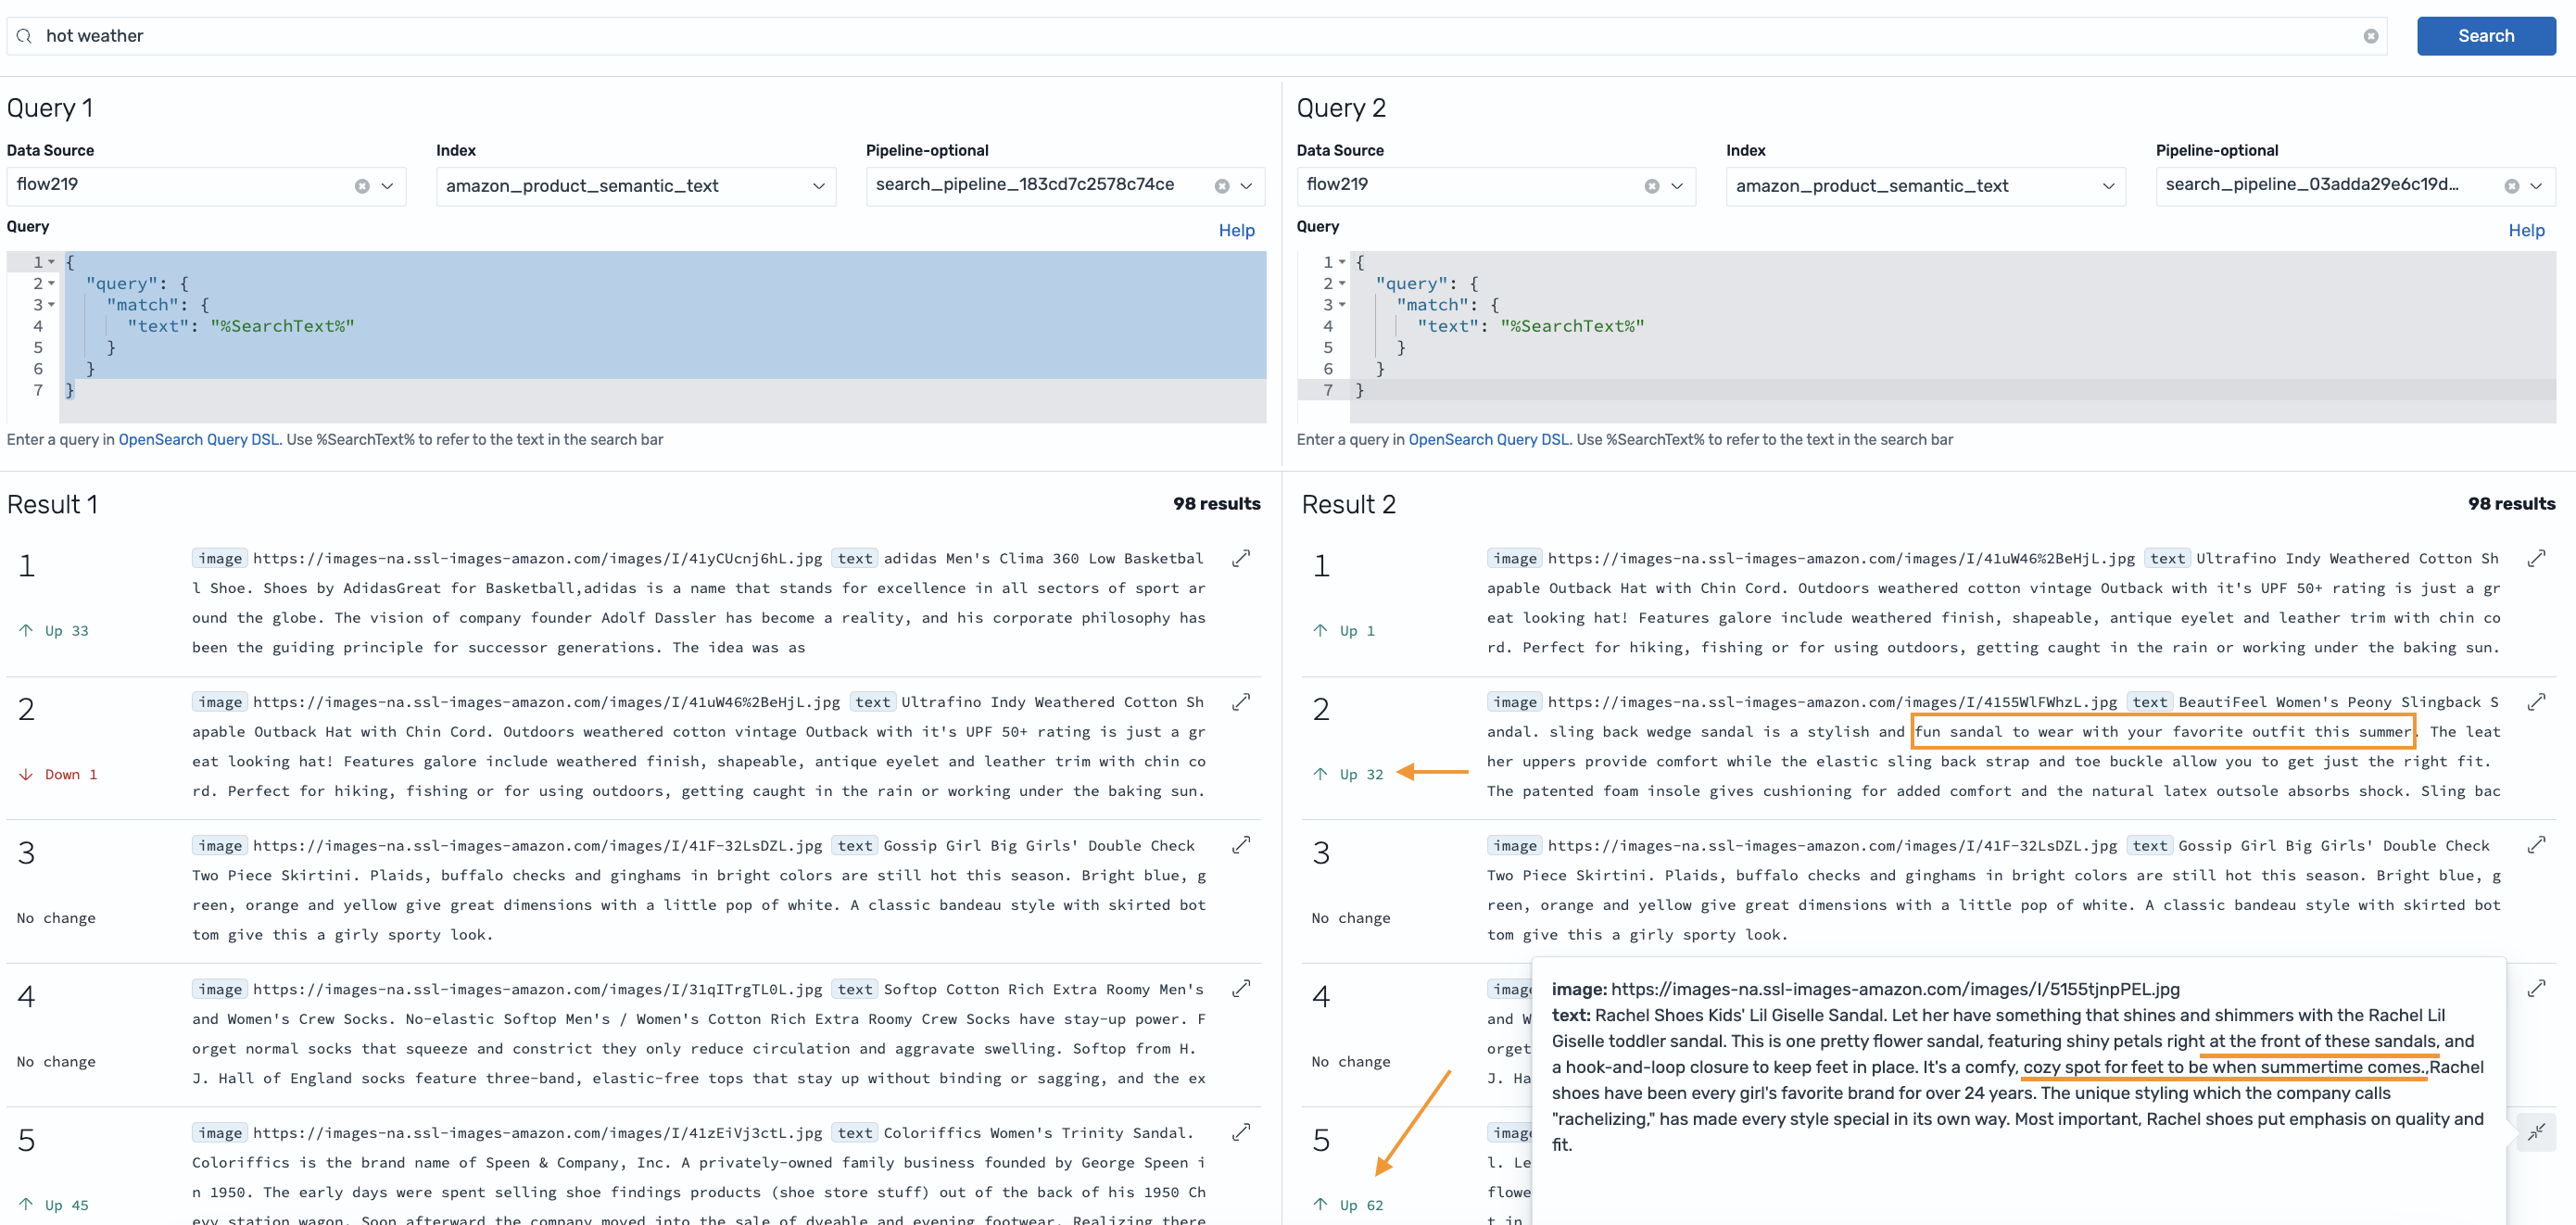 hot weather
Search
Query 1
Data Source
Index
Pipeline-optional
flow219
amazon_product_semantic_text
search_pipeline_183cd7c2578c74ce
Query
Help
1 {
2 "query": {
3 "match": {
4 "text": "%SearchText%"
5 }
6 }
7 }
Enter a query in OpenSearch Query DSL. Use %SearchText% to refer to the text in the search bar
Query 2
Data Source
Index
Pipeline-optional
flow219
amazon_product_semantic_text
search_pipeline_03adda29e6c19d...
Query
Help
1 {
2 "query": {
3 "match": {
4 "text": "%SearchText%"
5 }
6 }
7 }
Enter a query in OpenSearch Query DSL. Use %SearchText% to refer to the text in the search bar
Result 1
98 results
1
Up 33
image https://images-na.ssl-images-amazon.com/images/I/41yCUcnj6hL.jpg text adidas Men's Clima 360 Low Basketbal
l Shoe. Shoes by AdidasGreat for Basketball,adidas is a name that stands for excellence in all sectors of sport ar
ound the globe. The vision of company founder Adolf Dassler has become a reality, and his corporate philosophy has
been the guiding principle for successor generations. The idea was as
2
Down 1
image https://images-na.ssl-images-amazon.com/images/I/41uW46%2BeHjL.jpg text Ultrafino Indy Weathered Cotton Sh
apable Outback Hat with Chin Cord. Outdoors weathered cotton vintage Outback with it's UPF 50+ rating is just a gr
eat looking hat! Features galore include weathered finish, shapeable, antique eyelet and leather trim with chin co
rd. Perfect for hiking, fishing or for using outdoors, getting caught in the rain or working under the baking sun.
3
No change
image https://images-na.ssl-images-amazon.com/images/I/41F-32LsDZL.jpg text Gossip Girl Big Girls' Double Check
Two Piece Skirtini. Plaids, buffalo checks and ginghams in bright colors are still hot this season. Bright blue, g
reen, orange and yellow give great dimensions with a little pop of white. A classic bandeau style with skirted bot
tom give this a girly sporty look.
4
No change
image https://images-na.ssl-images-amazon.com/images/I/31qITrgTL0L.jpg text Softop Cotton Rich Extra Roomy Men's
and Women's Crew Socks. No-elastic Softop Men's / Women's Cotton Rich Extra Roomy Crew Socks have stay-up power. F
orget normal socks that squeeze and constrict they only reduce circulation and aggravate swelling. Softop from H.
J. Hall of England socks feature three-band, elastic-free tops that stay up without binding or sagging, and the ex
5
Up 45
image https://images-na.ssl-images-amazon.com/images/I/41zEiVj3ctL.jpg text Coloriffics Women's Trinity Sandal.
Coloriffics is the brand name of Speen & Company, Inc. A privately-owned family business founded by George Speen i
n 1950. The early days were spent selling shoe findings products (shoe store stuff) out of the back of his 1950 Ch
evy station wagon. Soon afterward the company moved into the sale of dyeable and evening footwear. Realizing there
Result 2
98 results
1
Up 1
image https://images-na.ssl-images-amazon.com/images/I/41uW46%2BeHjL.jpg text Ultrafino Indy Weathered Cotton Sh
apable Outback Hat with Chin Cord. Outdoors weathered cotton vintage Outback with it's UPF 50+ rating is just a gr
eat looking hat! Features galore include weathered finish, shapeable, antique eyelet and leather trim with chin co
rd. Perfect for hiking, fishing or for using outdoors, getting caught in the rain or working under the baking sun.
2
Up 32
image https://images-na.ssl-images-amazon.com/images/I/4155WlFWhzL.jpg text BeautiFeel Women's Peony Slingback S
andal. sling back wedge sandal is a stylish and fun sandal to wear with your favorite outfit this summer. The leat
her uppers provide comfort while the elastic sling back strap and toe buckle allow you to get just the right fit.
The patented foam insole gives cushioning for added comfort and the natural latex outsole absorbs shock. Sling bac
3
No change
image https://images-na.ssl-images-amazon.com/images/I/41F-32LsDZL.jpg text Gossip Girl Big Girls' Double Check
Two Piece Skirtini. Plaids, buffalo checks and ginghams in bright colors are still hot this season. Bright blue, g
reen, orange and yellow give great dimensions with a little pop of white. A classic bandeau style with skirted bot
tom give this a girly sporty look.
4
No change
image
and W
orget
J. Ha
5
Up 62
image
l. Le
flowe
t in
image: https://images-na.ssl-images-amazon.com/images/I/5155tjnpPEL.jpg
text: Rachel Shoes Kids' Lil Giselle Sandal. Let her have something that shines and shimmers with the Rachel Lil
Giselle toddler sandal. This is one pretty flower sandal, featuring shiny petals right at the front of these sandals, and
a hook-and-loop closure to keep feet in place. It's a comfy, cozy spot for feet to be when summertime comes.,Rachel
shoes have been every girl's favorite brand for over 24 years. The unique styling which the company calls
"rachelizing," has made every style special in its own way. Most important, Rachel shoes put emphasis on quality and
fit.